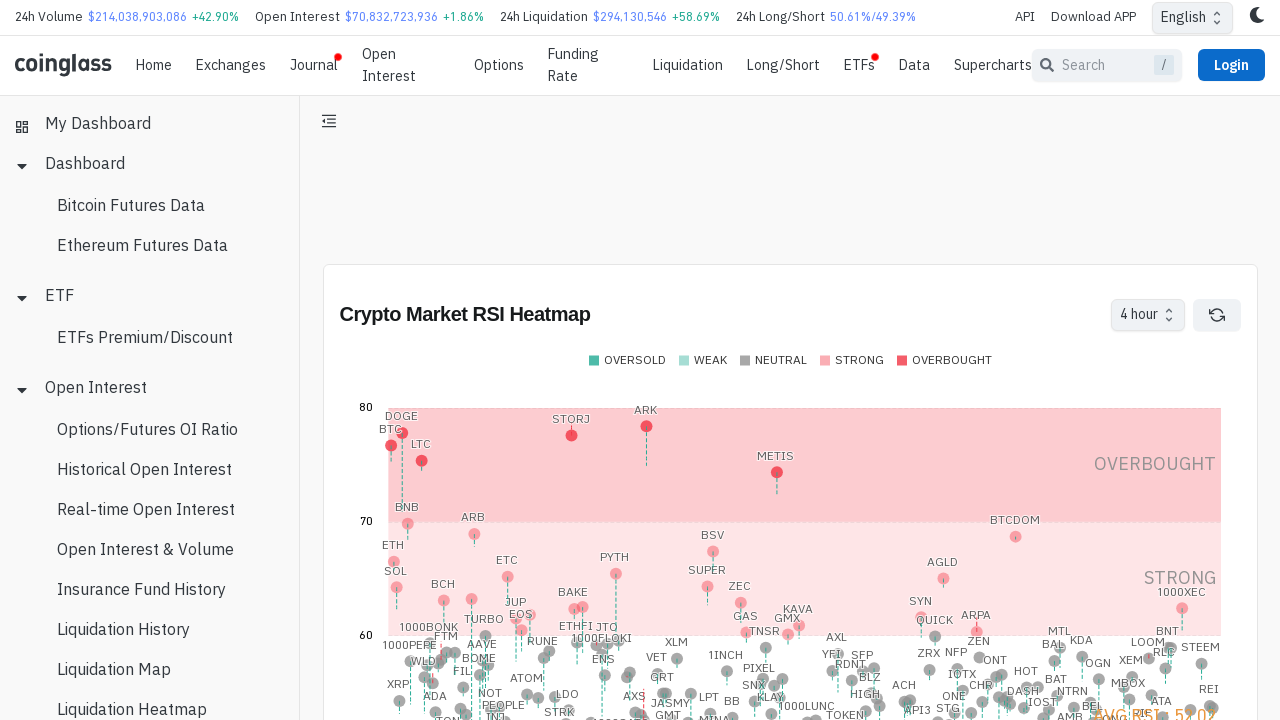 24h Volume $214,038,903,086 +42.90% Open Interest $70,832,723,936 +1.86% 24h Liquidation $294,130,546 +58.69% 24h Long/Short 50.61%/49.39% API Download APP English
coinglass Home Exchanges Journal Open Interest Options Funding Rate Liquidation Long/Short ETFs Data Supercharts Search / Login
My Dashboard
Dashboard
Bitcoin Futures Data
Ethereum Futures Data
ETF
ETFs Premium/Discount
Open Interest
Options/Futures OI Ratio
Historical Open Interest
Real-time Open Interest
Open Interest & Volume
Insurance Fund History
Liquidation History
Liquidation Map
Liquidation Heatmap
Crypto Market RSI Heatmap 4 hour
OVERSOLD WEAK NEUTRAL STRONG OVERBOUGHT
80
DOGE STORJ ARK
BTC
LTC
METIS OVERBOUGHT
BNB
70
ARB BTCDOM
ETH BSV
SOL ETC PYTH SUPER AGLD STRONG
BCH BAKE ZEC 1000XEC
JUP SYN
EOS GAS GMX KAVA ARPA
TURBO QUICK
1000BONK ETHFI JTO TNSR MTL BNT
60
FTM 1000FLOKI AXL
1000PEPE AAVE RUNE XLM ZEN BAL KDA LOOM STEEM
WLD BOME ENS VET 1INCH YFI SFP ZRX NFP ONT OGN XEM RLC
FIL PIXEL RDNT
XRP ATOM GRT SNX BLZ ACH IOTX CHR HOT BAT MBOX REI
ADA NOT LDO AXS LPT KLAY HIGH ONE DASH NTRN ATA
PEOPLE JASMY BB 1000LUNC API3 STG IOST BEL
TON STRK GMT MINA TOKEN AMB